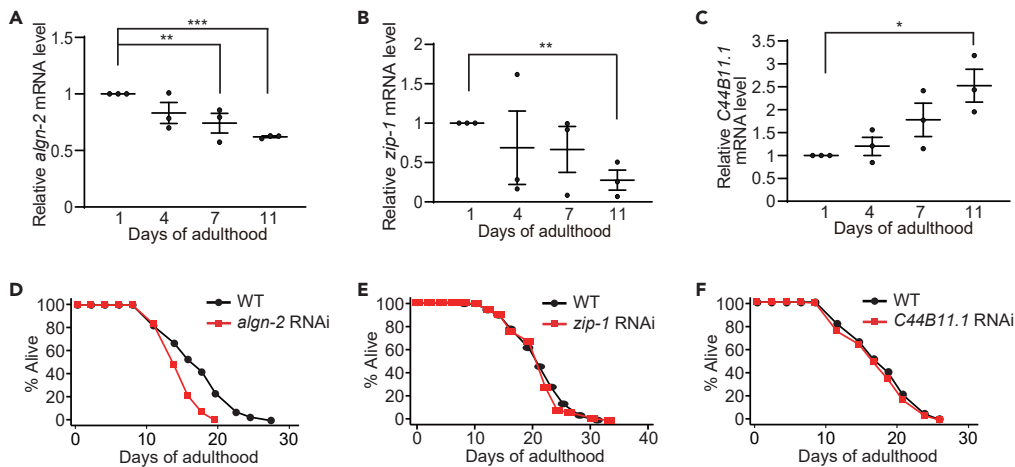 A
Relative algn-2 mRNA level
1.5
1
0.5
0
***
**
1 4 7 11
Days of adulthood
B
Relative zip-1 mRNA level
2
1.5
1
0.5
0
**
1 4 7 11
Days of adulthood
C
Relative C44B11.1
mRNA level
3.5
3
2.5
2
1.5
1
0.5
0
*
1 4 7 11
Days of adulthood
D
% Alive
100
80
60
40
20
0
WT
algn-2 RNAi
0 10 20 30
Days of adulthood
E
% Alive
100
80
60
40
20
0
WT
zip-1 RNAi
0 10 20 30 40
Days of adulthood
F
% Alive
100
80
60
40
20
0
WT
C44B11.1 RNAi
0 10 20 30
Days of adulthood